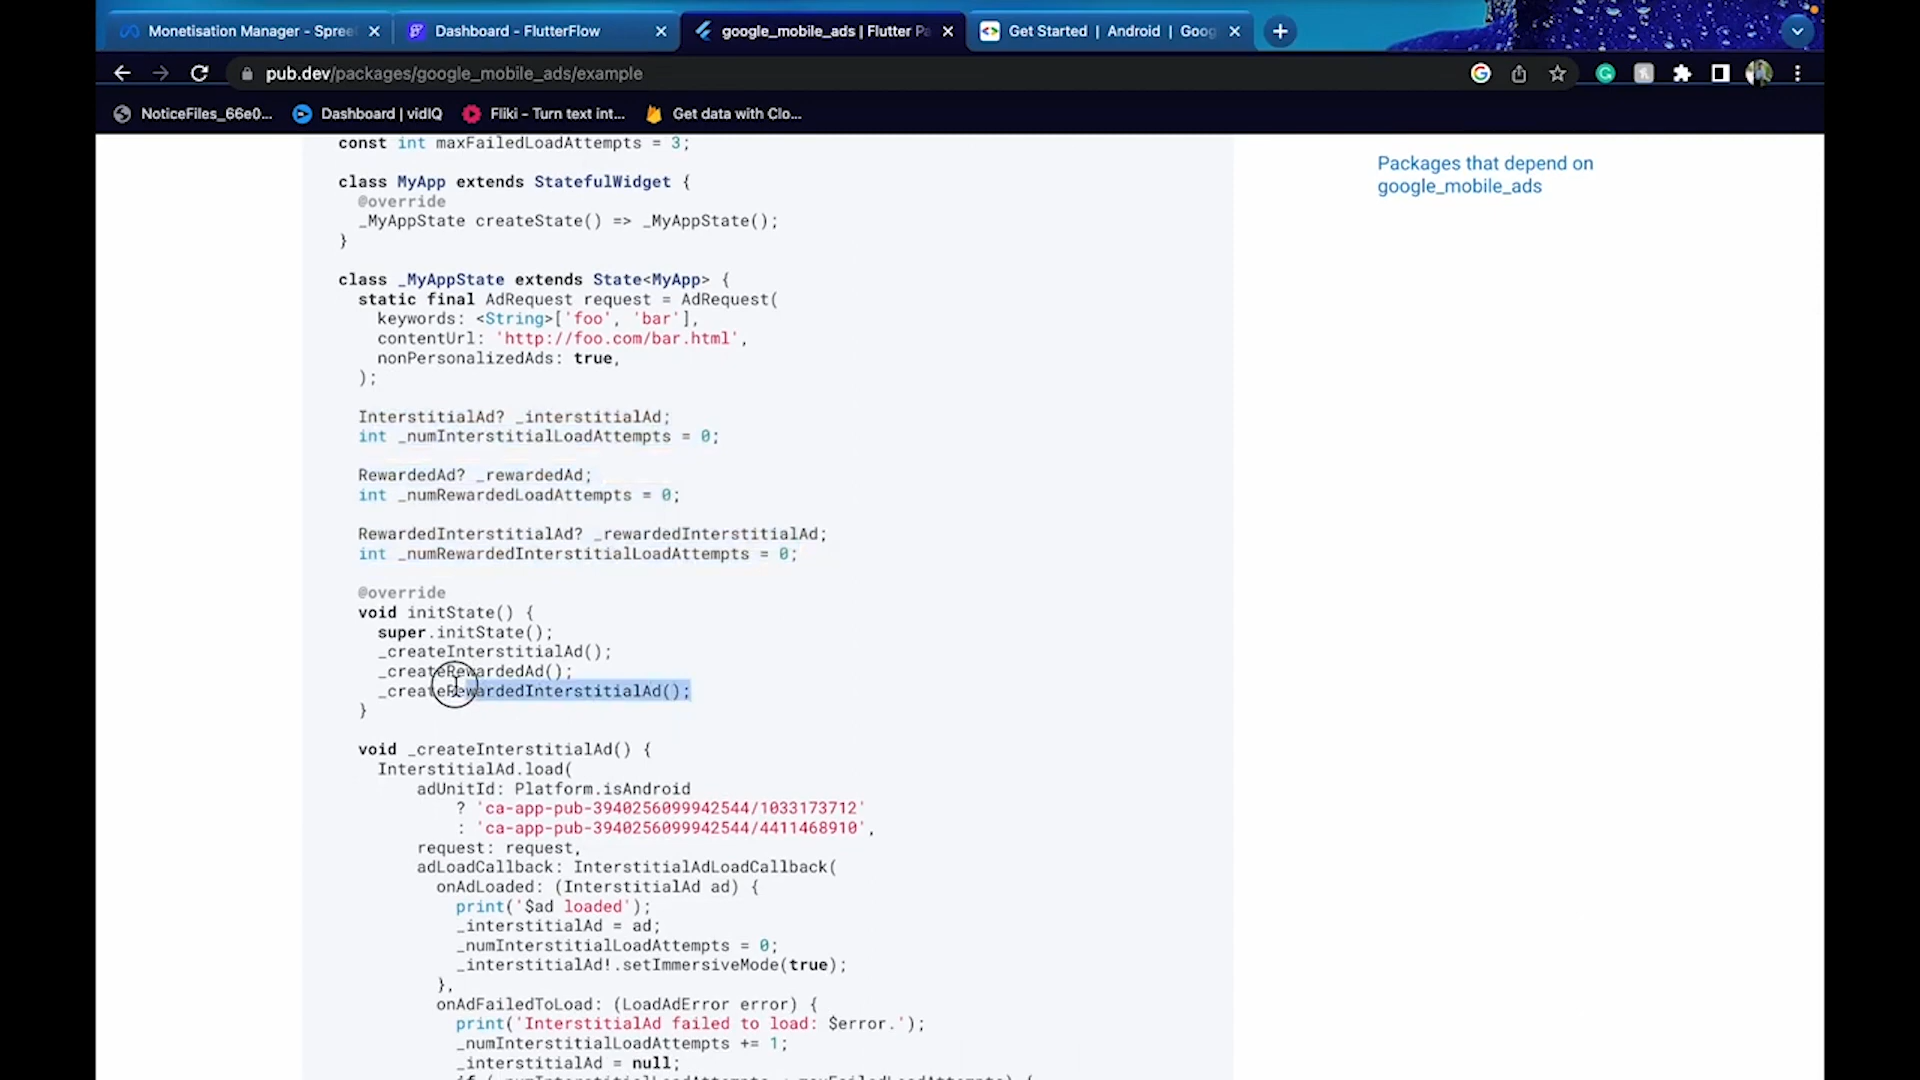 Monetisation Manager - Spree
Dashboard - FlutterFlow
google_mobile_ads | Flutter Pa
Get Started | Android | Goog
pub.dev/packages/google_mobile_ads/example
NoticeFiles_66e0...
Dashboard | vidIQ
Fliki - Turn text int...
Get data with Clo...
const int maxFailedLoadAttempts = 3;
class MyApp extends StatefulWidget {
@override
_MyAppState createState() => _MyAppState();
}
class _MyAppState extends State<MyApp> {
static final AdRequest request = AdRequest(
keywords: <String>['foo', 'bar'],
contentUrl: 'http://foo.com/bar.html',
nonPersonalizedAds: true,
);
InterstitialAd? _interstitialAd;
int _numInterstitialLoadAttempts = 0;
RewardedAd? _rewardedAd;
int _numRewardedLoadAttempts = 0;
RewardedInterstitialAd? _rewardedInterstitialAd;
int _numRewardedInterstitialLoadAttempts = 0;
@override
void initState() {
super.initState();
_createInterstitialAd();
_createRewardedAd();
_createRewardedInterstitialAd();
}
void _createInterstitialAd() {
InterstitialAd.load(
adUnitId: Platform.isAndroid
? 'ca-app-pub-3940256099942544/1033173712'
: 'ca-app-pub-3940256099942544/4411468910',
request: request,
adLoadCallback: InterstitialAdLoadCallback(
onAdLoaded: (InterstitialAd ad) {
print('$ad loaded');
_interstitialAd = ad;
_numInterstitialLoadAttempts = 0;
_interstitialAd!.setImmersiveMode(true);
},
onAdFailedToLoad: (LoadAdError error) {
print('InterstitialAd failed to load: $error.');
_numInterstitialLoadAttempts += 1;
_interstitialAd = null;
if (_numInterstitialLoadAttempts < maxFailedLoadAttempts) {
Packages that depend on
google_mobile_ads